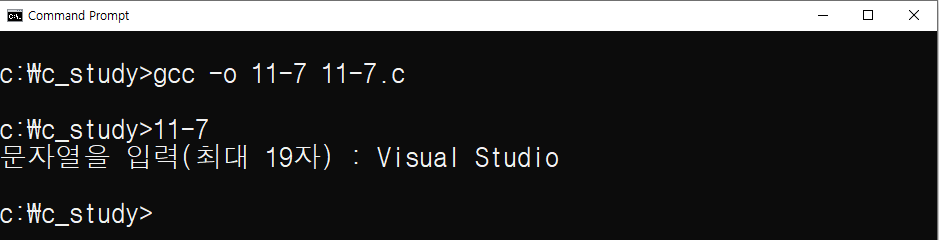 Command Prompt
c:₩c_study>gcc -o 11-7 11-7.c
c:₩c_study>11-7
문자열을 입력(최대 19자) : Visual Studio
c:₩c_study>